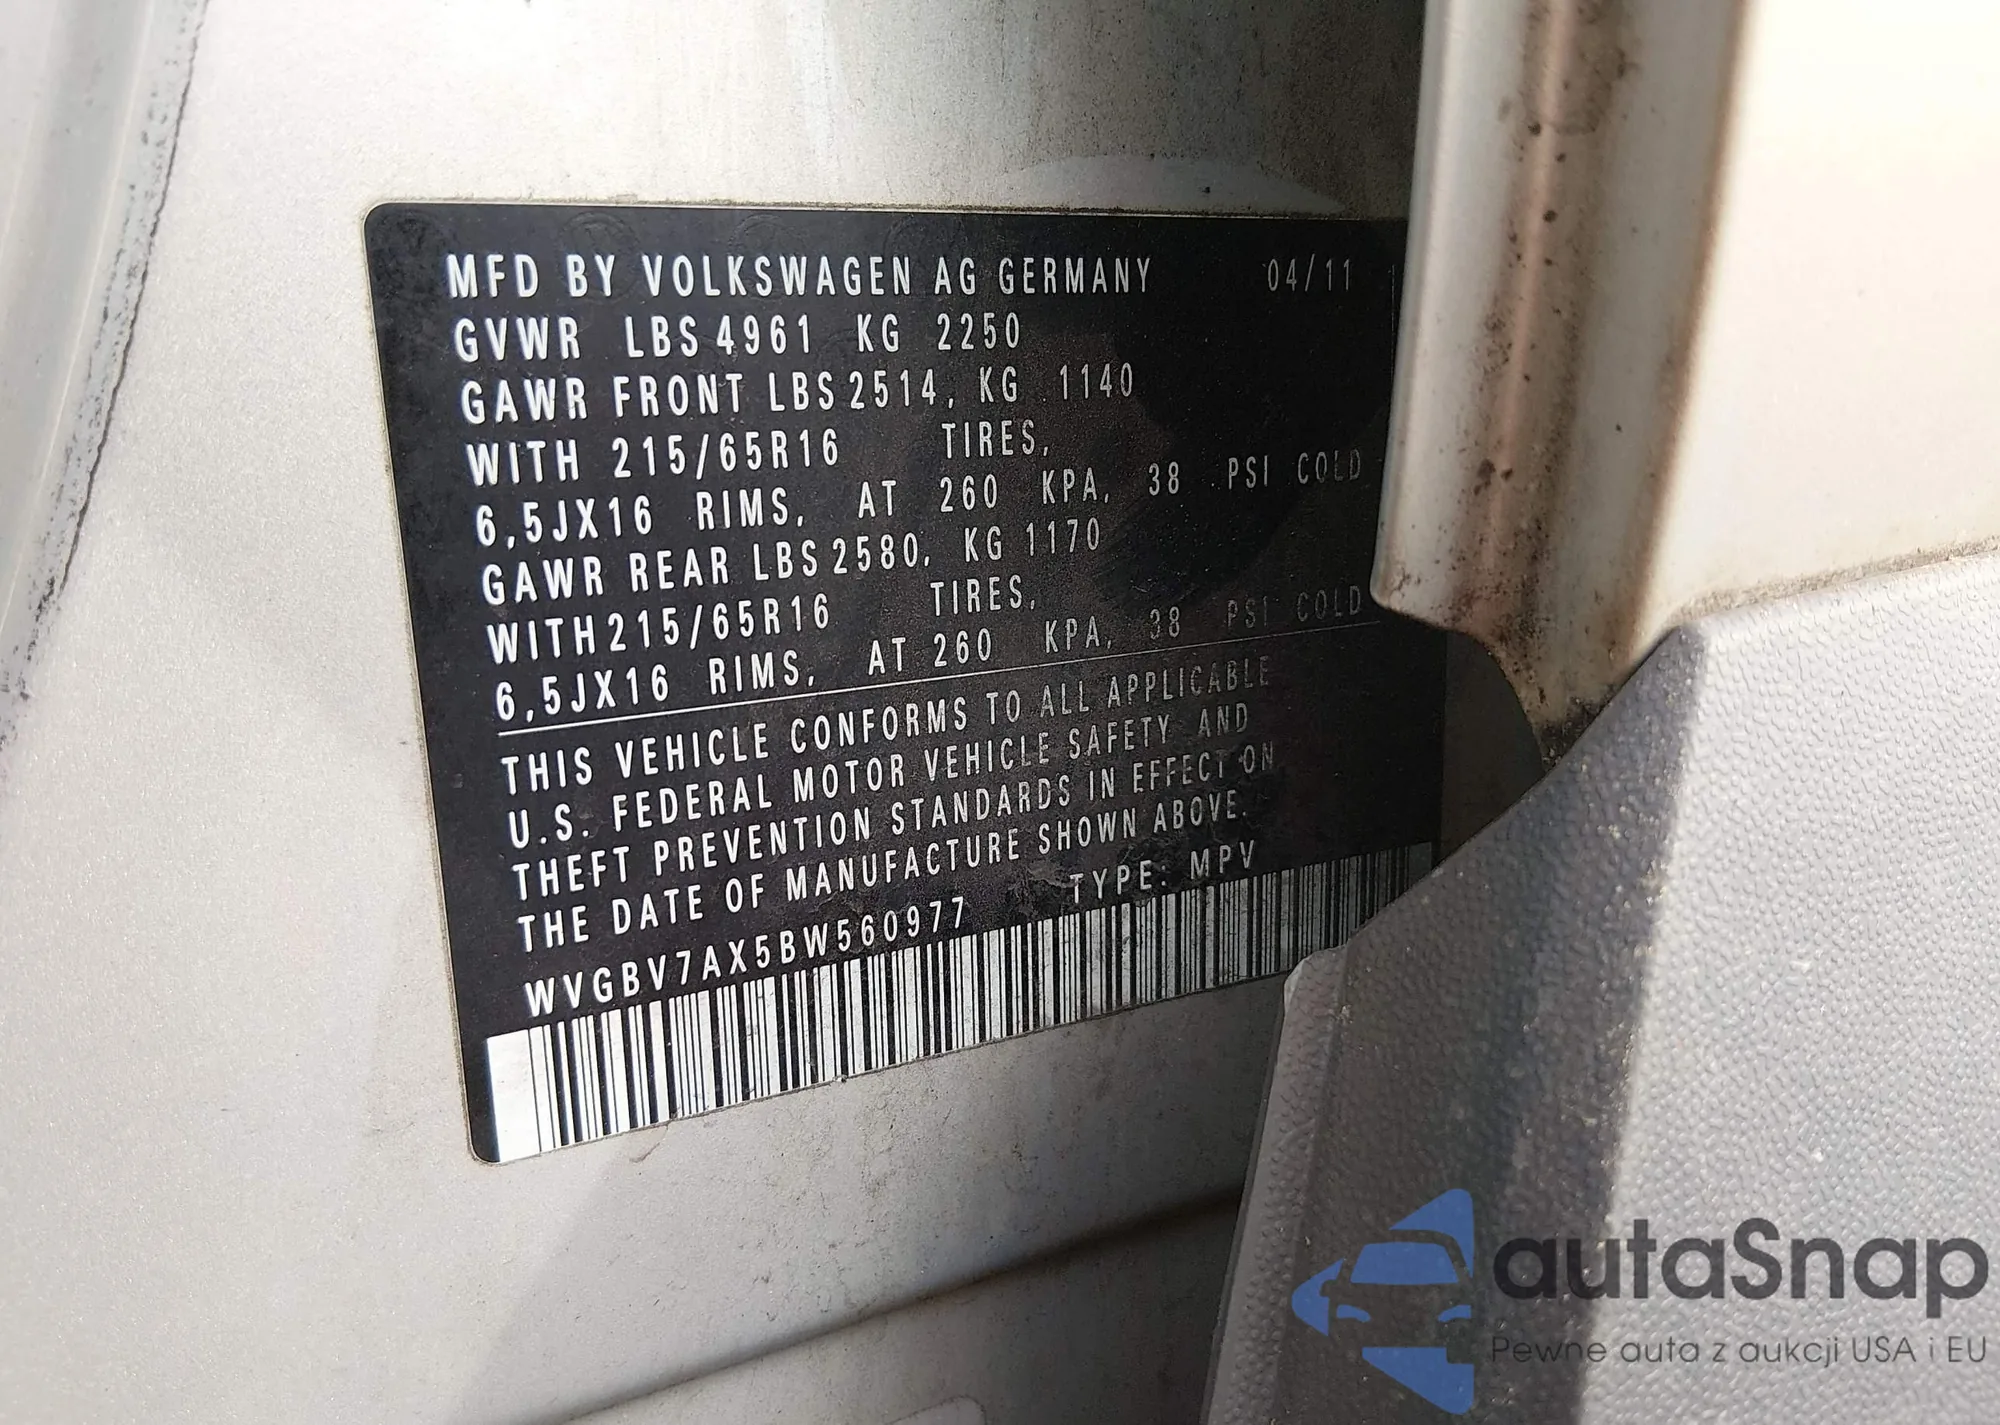 MFD BY VOLKSWAGEN AG GERMANY 04/11
GVWR LBS 4961 KG 2250
GAWR FRONT LBS 2514, KG 1140
WITH 215/65R16 TIRES,
6,5JX16 RIMS, AT 260 KPA, 38 PSI COLD
GAWR REAR LBS 2580, KG 1170
WITH 215/65R16 TIRES,
6,5JX16 RIMS, AT 260 KPA, 38 PSI COLD
THIS VEHICLE CONFORMS TO ALL APPLICABLE
U.S. FEDERAL MOTOR VEHICLE SAFETY AND
THEFT PREVENTION STANDARDS IN EFFECT ON
THE DATE OF MANUFACTURE SHOWN ABOVE.
WVGBV7AX5BW560977 TYPE: MPV
autaSnap
Pewne auta z aukcji USA i EU